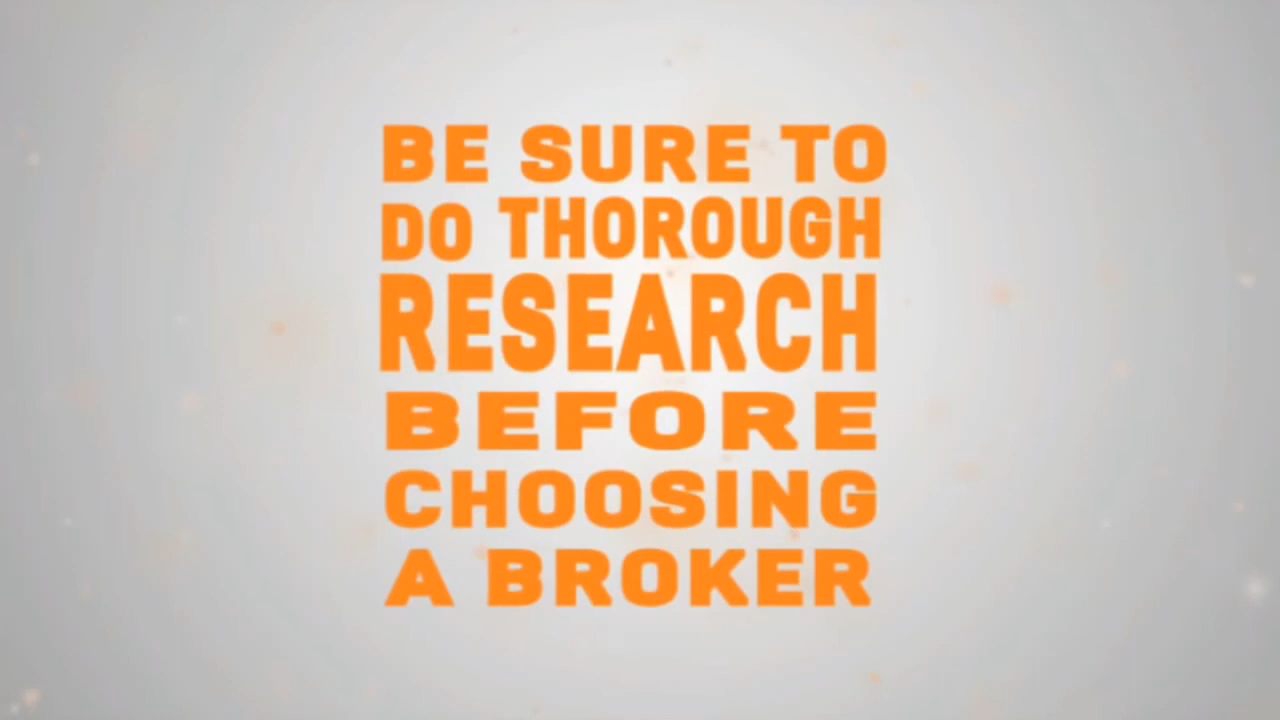 BE SURE TO
DO THOROUGH
RESEARCH
BEFORE
CHOOSING
A BROKER